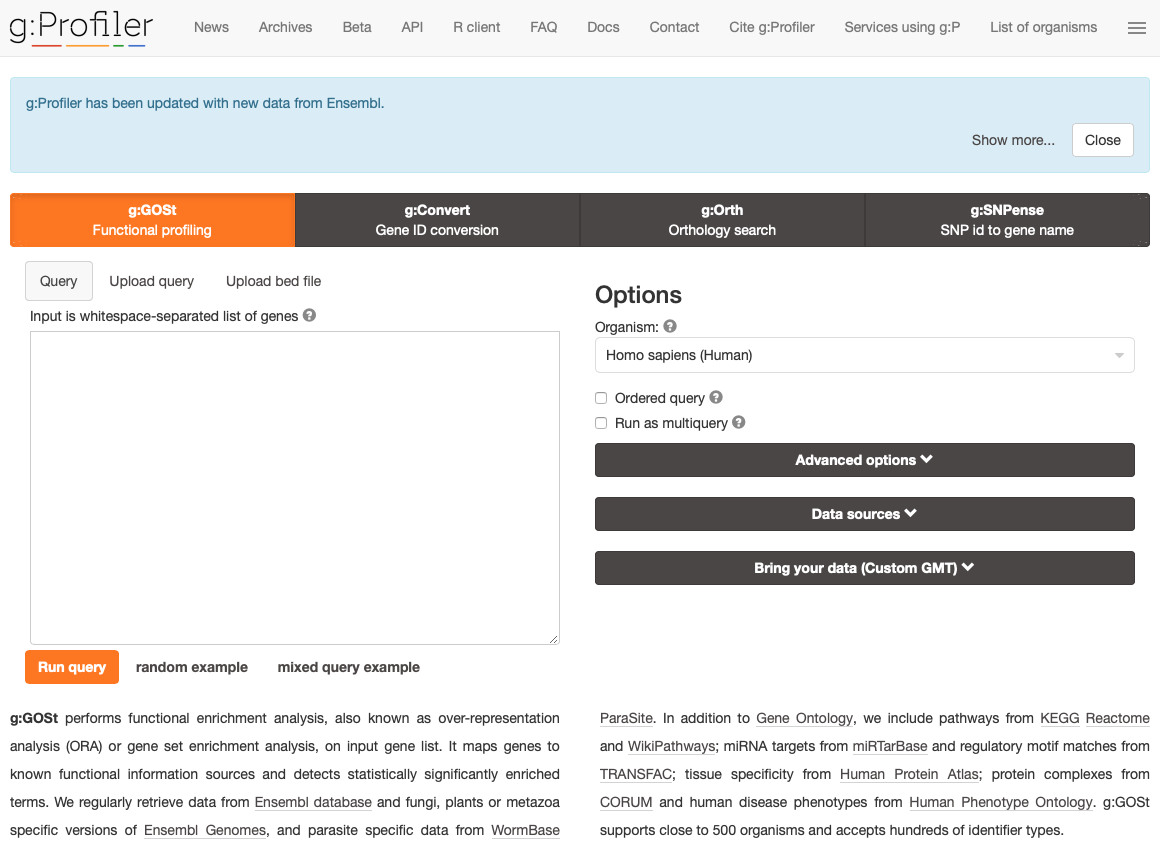 g:Profiler
News Archives Beta API R client FAQ Docs Contact Cite g:Profiler Services using g:P List of organisms
g:Profiler has been updated with new data from Ensembl.
Show more... Close
g:GOSt
Functional profiling
g:Convert
Gene ID conversion
g:Orth
Orthology search
g:SNPense
SNP id to gene name
Query Upload query Upload bed file
Input is whitespace-separated list of genes ?
Run query random example mixed query example
Options
Organism: ?
Homo sapiens (Human)
Ordered query ?
Run as multiquery ?
Advanced options
Data sources
Bring your data (Custom GMT)
g:GOSt performs functional enrichment analysis, also known as over-representation
analysis (ORA) or gene set enrichment analysis, on input gene list. It maps genes to
known functional information sources and detects statistically significantly enriched
terms. We regularly retrieve data from Ensembl database and fungi, plants or metazoa
specific versions of Ensembl Genomes, and parasite specific data from WormBase
ParaSite. In addition to Gene Ontology, we include pathways from KEGG Reactome
and WikiPathways; miRNA targets from miRTarBase and regulatory motif matches from
TRANSFAC; tissue specificity from Human Protein Atlas; protein complexes from
CORUM and human disease phenotypes from Human Phenotype Ontology. g:GOSt
supports close to 500 organisms and accepts hundreds of identifier types.